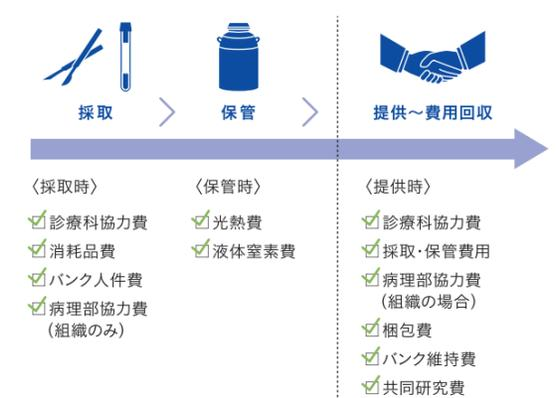 採取
保管
提供～費用回収
〈採取時〉
診療科協力費
消耗品費
バンク人件費
病理部協力費
(組織のみ)
〈保管時〉
光熱費
液体窒素費
〈提供時〉
診療科協力費
採取・保管費用
病理部協力費
(組織の場合)
梱包費
バンク維持費
共同研究費